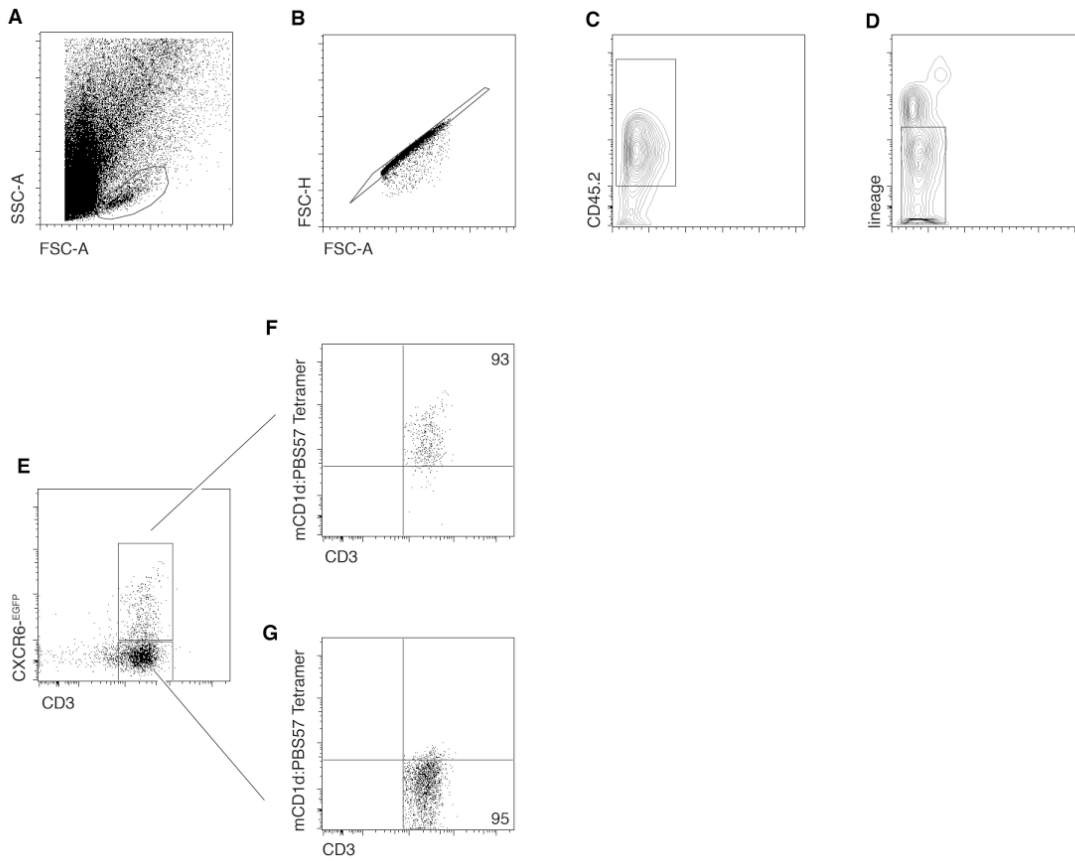 A
SSC-A
FSC-A
B
FSC-H
FSC-A
C
CD45.2
D
lineage
E
CXCR6-EGFP
CD3
F
mCD1d:PBS57 Tetramer
93
CD3
G
mCD1d:PBS57 Tetramer
95
CD3